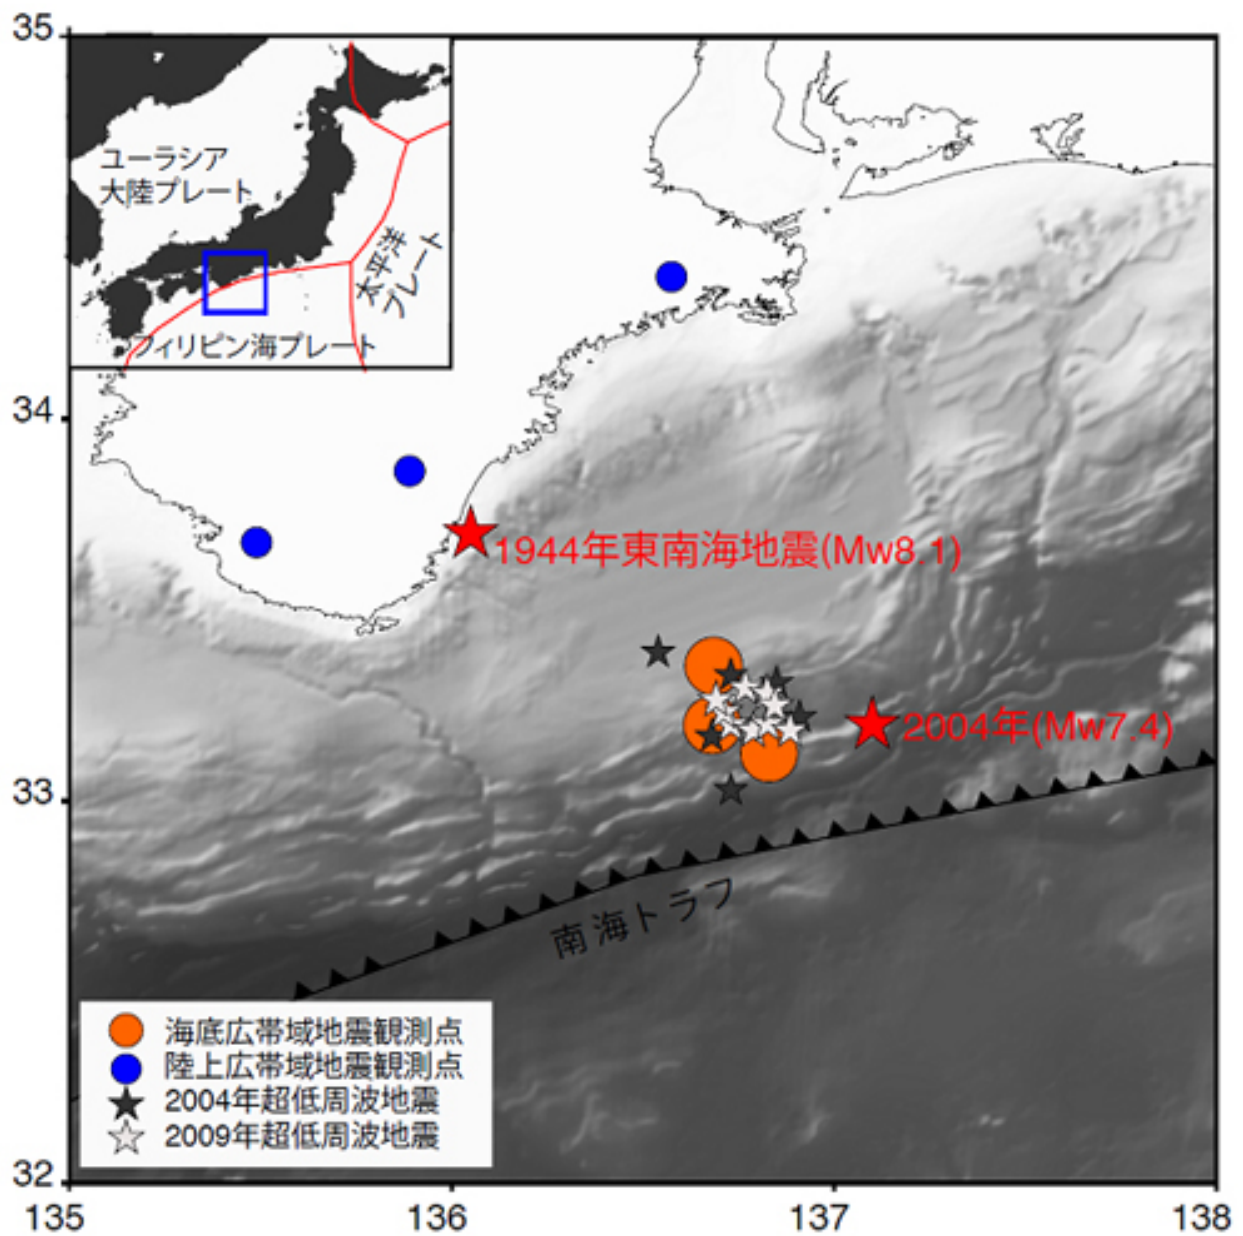 35
ユーラシア
大陸プレート
太平洋
プレート
フィリピン海プレート
34
1944年東南海地震(Mw8.1)
2004年(Mw7.4)
33
南海トラフ
海底広帯域地震観測点
陸上広帯域地震観測点
2004年超低周波地震
2009年超低周波地震
32
135
136
137
138